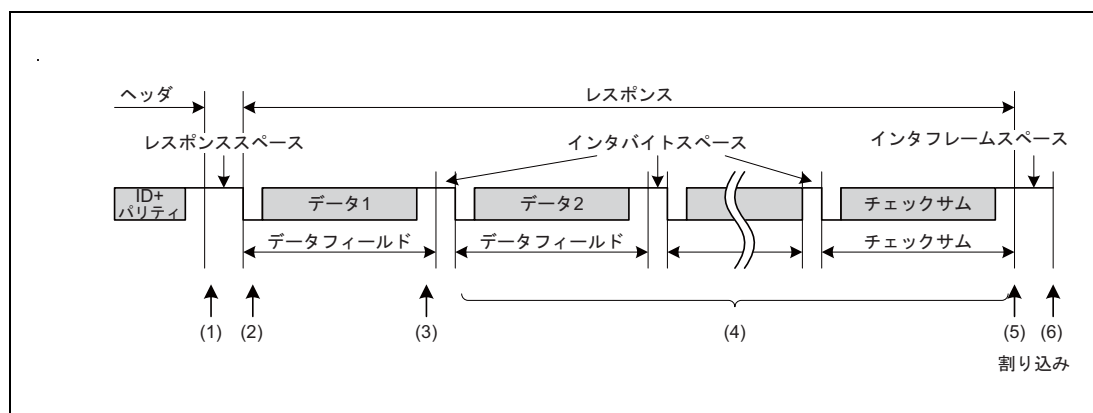 ヘッダ
レスポンス
レスポンススペース
インタバイトスペース
インタフレームスペース
ID+
パリティ
データ1
データ2
チェックサム
データフィールド
データフィールド
チェックサム
(1)
(2)
(3)
(4)
(5)
(6)
割り込み